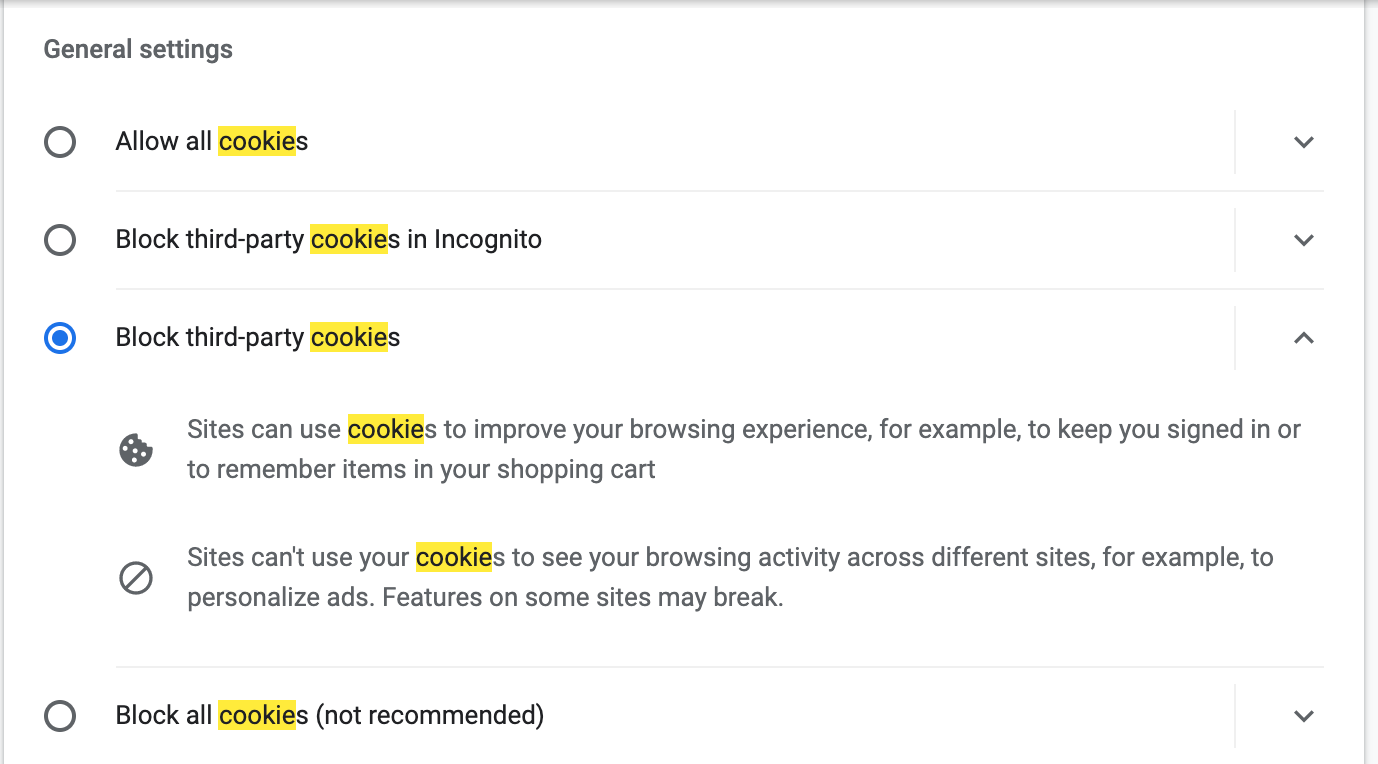 General settings
Allow all cookies
Block third-party cookies in Incognito
Block third-party cookies
Sites can use cookies to improve your browsing experience, for example, to keep you signed in or
to remember items in your shopping cart
Sites can't use your cookies to see your browsing activity across different sites, for example, to
personalize ads. Features on some sites may break.
Block all cookies (not recommended)